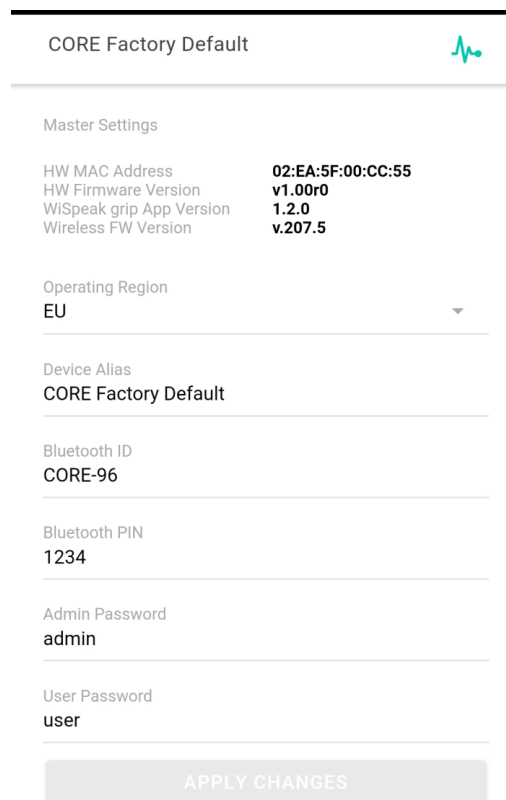 CORE Factory Default
Master Settings
HW MAC Address 02:EA:5F:00:CC:55
HW Firmware Version v1.00r0
WiSpeak grip App Version 1.2.0
Wireless FW Version v.207.5
Operating Region
EU
Device Alias
CORE Factory Default
Bluetooth ID
CORE-96
Bluetooth PIN
1234
Admin Password
admin
User Password
user
APPLY CHANGES